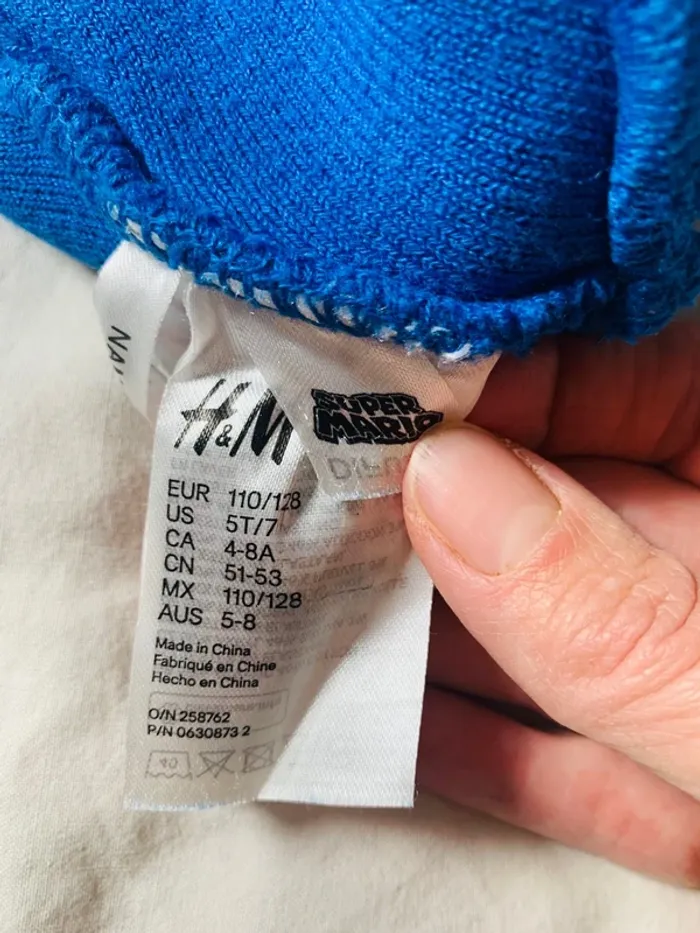 H&M
SUPER
MARIO
EUR 110/128
US 5T/7
CA 4-8A
CN 51-53
MX 110/128
AUS 5-8
Made in China
Fabriqué en Chine
Hecho en China
O/N 258762
P/N 0630873 2
40